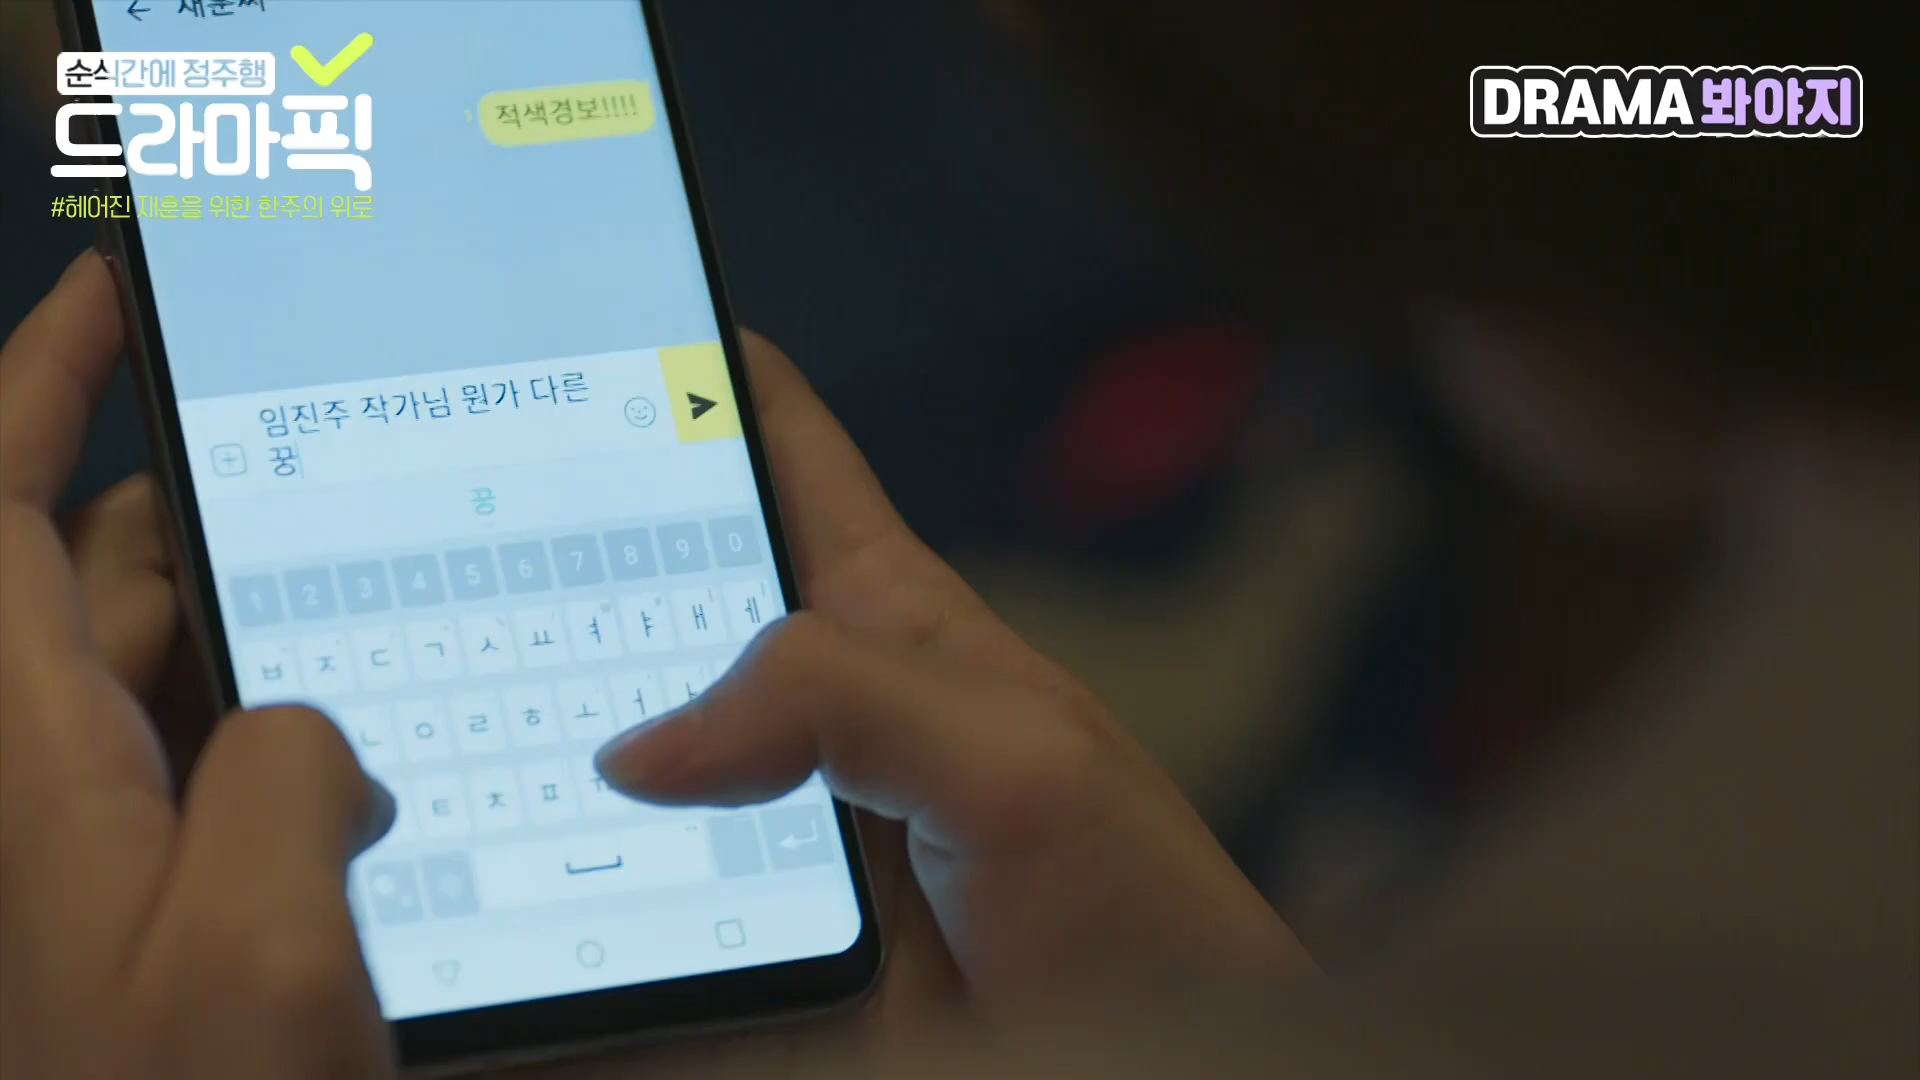 순식간에 정주행
드라마픽
#헤어진 재훈을 위한 한주의 위로
DRAMA 봐야지
적색경보!!!!
임진주 작가님 뭔가 다른
꿍
꿍
1 2 3 4 5 6 7 8 9 0
ㅂ ㅈ ㄷ ㄱ ㅅ ㅛ ㅕ ㅑ ㅐ ㅔ
ㄴ ㅇ ㄹ ㅎ ㅗ ㅓ
ㅌ ㅊ ㅍ